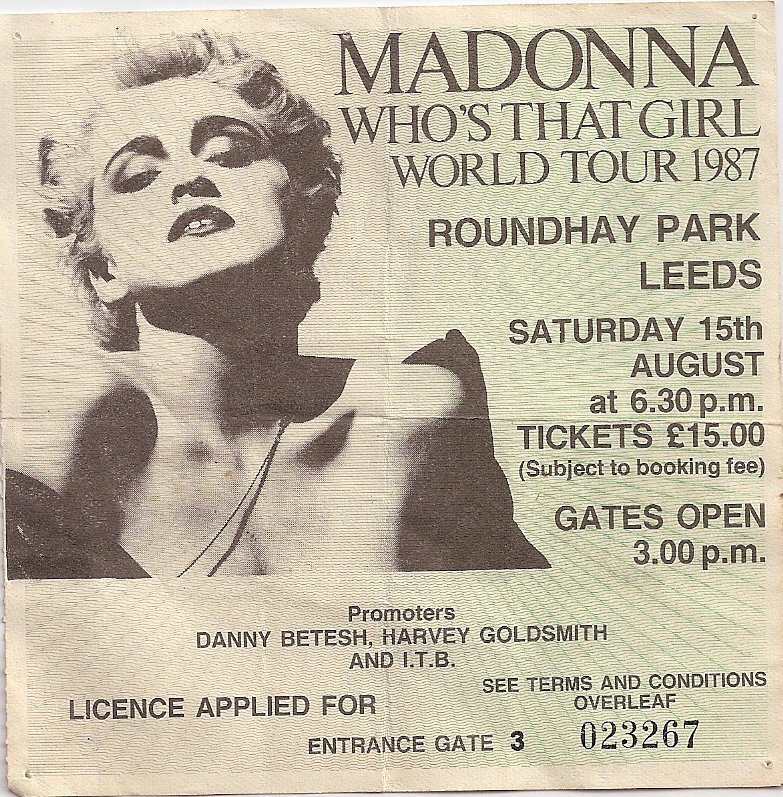 MADONNA
WHO'S THAT GIRL
WORLD TOUR 1987
ROUNDHAY PARK
LEEDS
SATURDAY 15th
AUGUST
at 6.30 p.m.
TICKETS £15.00
(Subject to booking fee)
GATES OPEN
3.00 p.m.
Promoters
DANNY BETESH, HARVEY GOLDSMITH
AND I.T.B.
SEE TERMS AND CONDITIONS
OVERLEAF
LICENCE APPLIED FOR
ENTRANCE GATE 3
023267